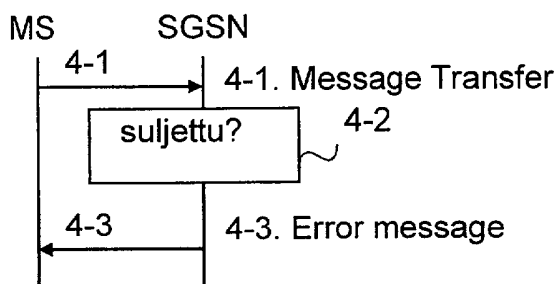 MS SGSN
4-1 4-1. Message Transfer
suljettu? 4-2
4-3 4-3. Error message